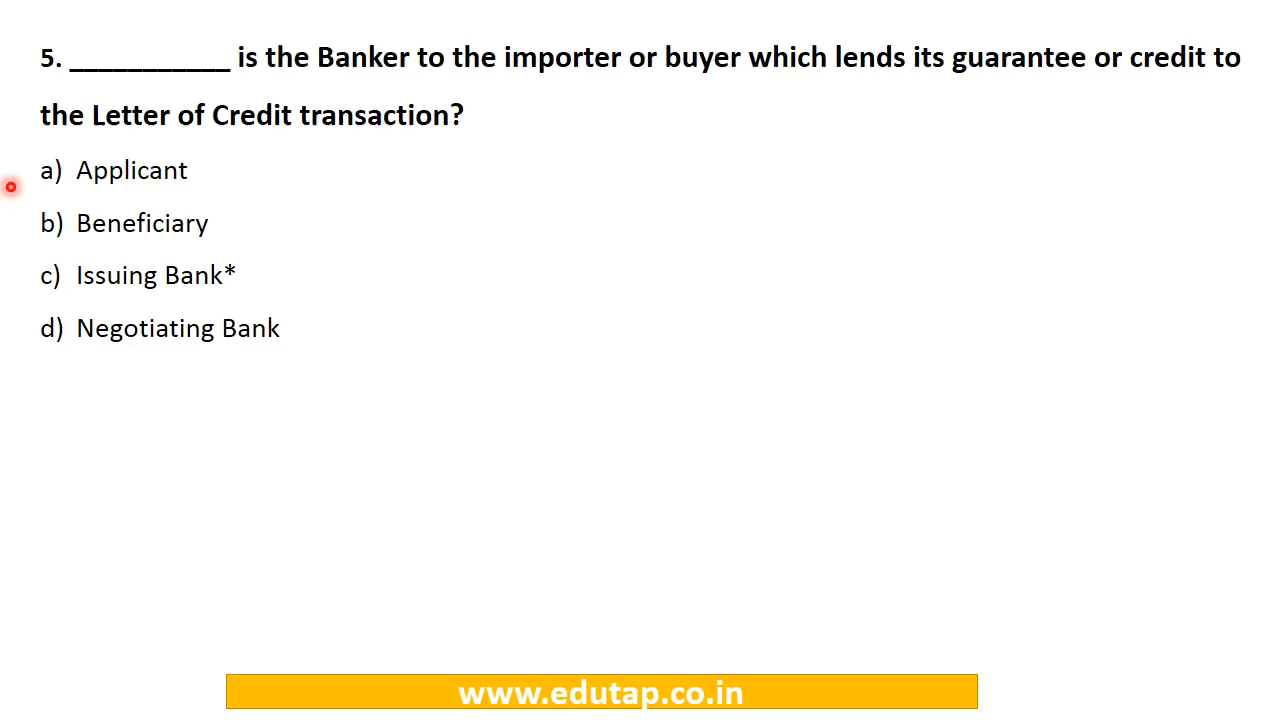 5. ___________ is the Banker to the importer or buyer which lends its guarantee or credit to
the Letter of Credit transaction?
a) Applicant
b) Beneficiary
c) Issuing Bank*
d) Negotiating Bank
www.edutap.co.in